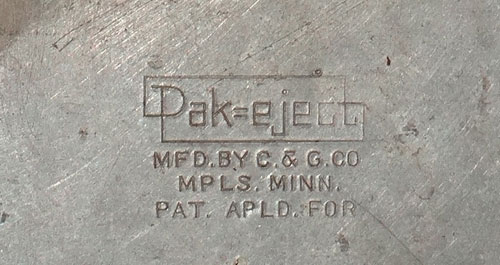 Pak=eject
MFD. BY C. & G. CO
MPLS. MINN.
PAT. APLD. FOR